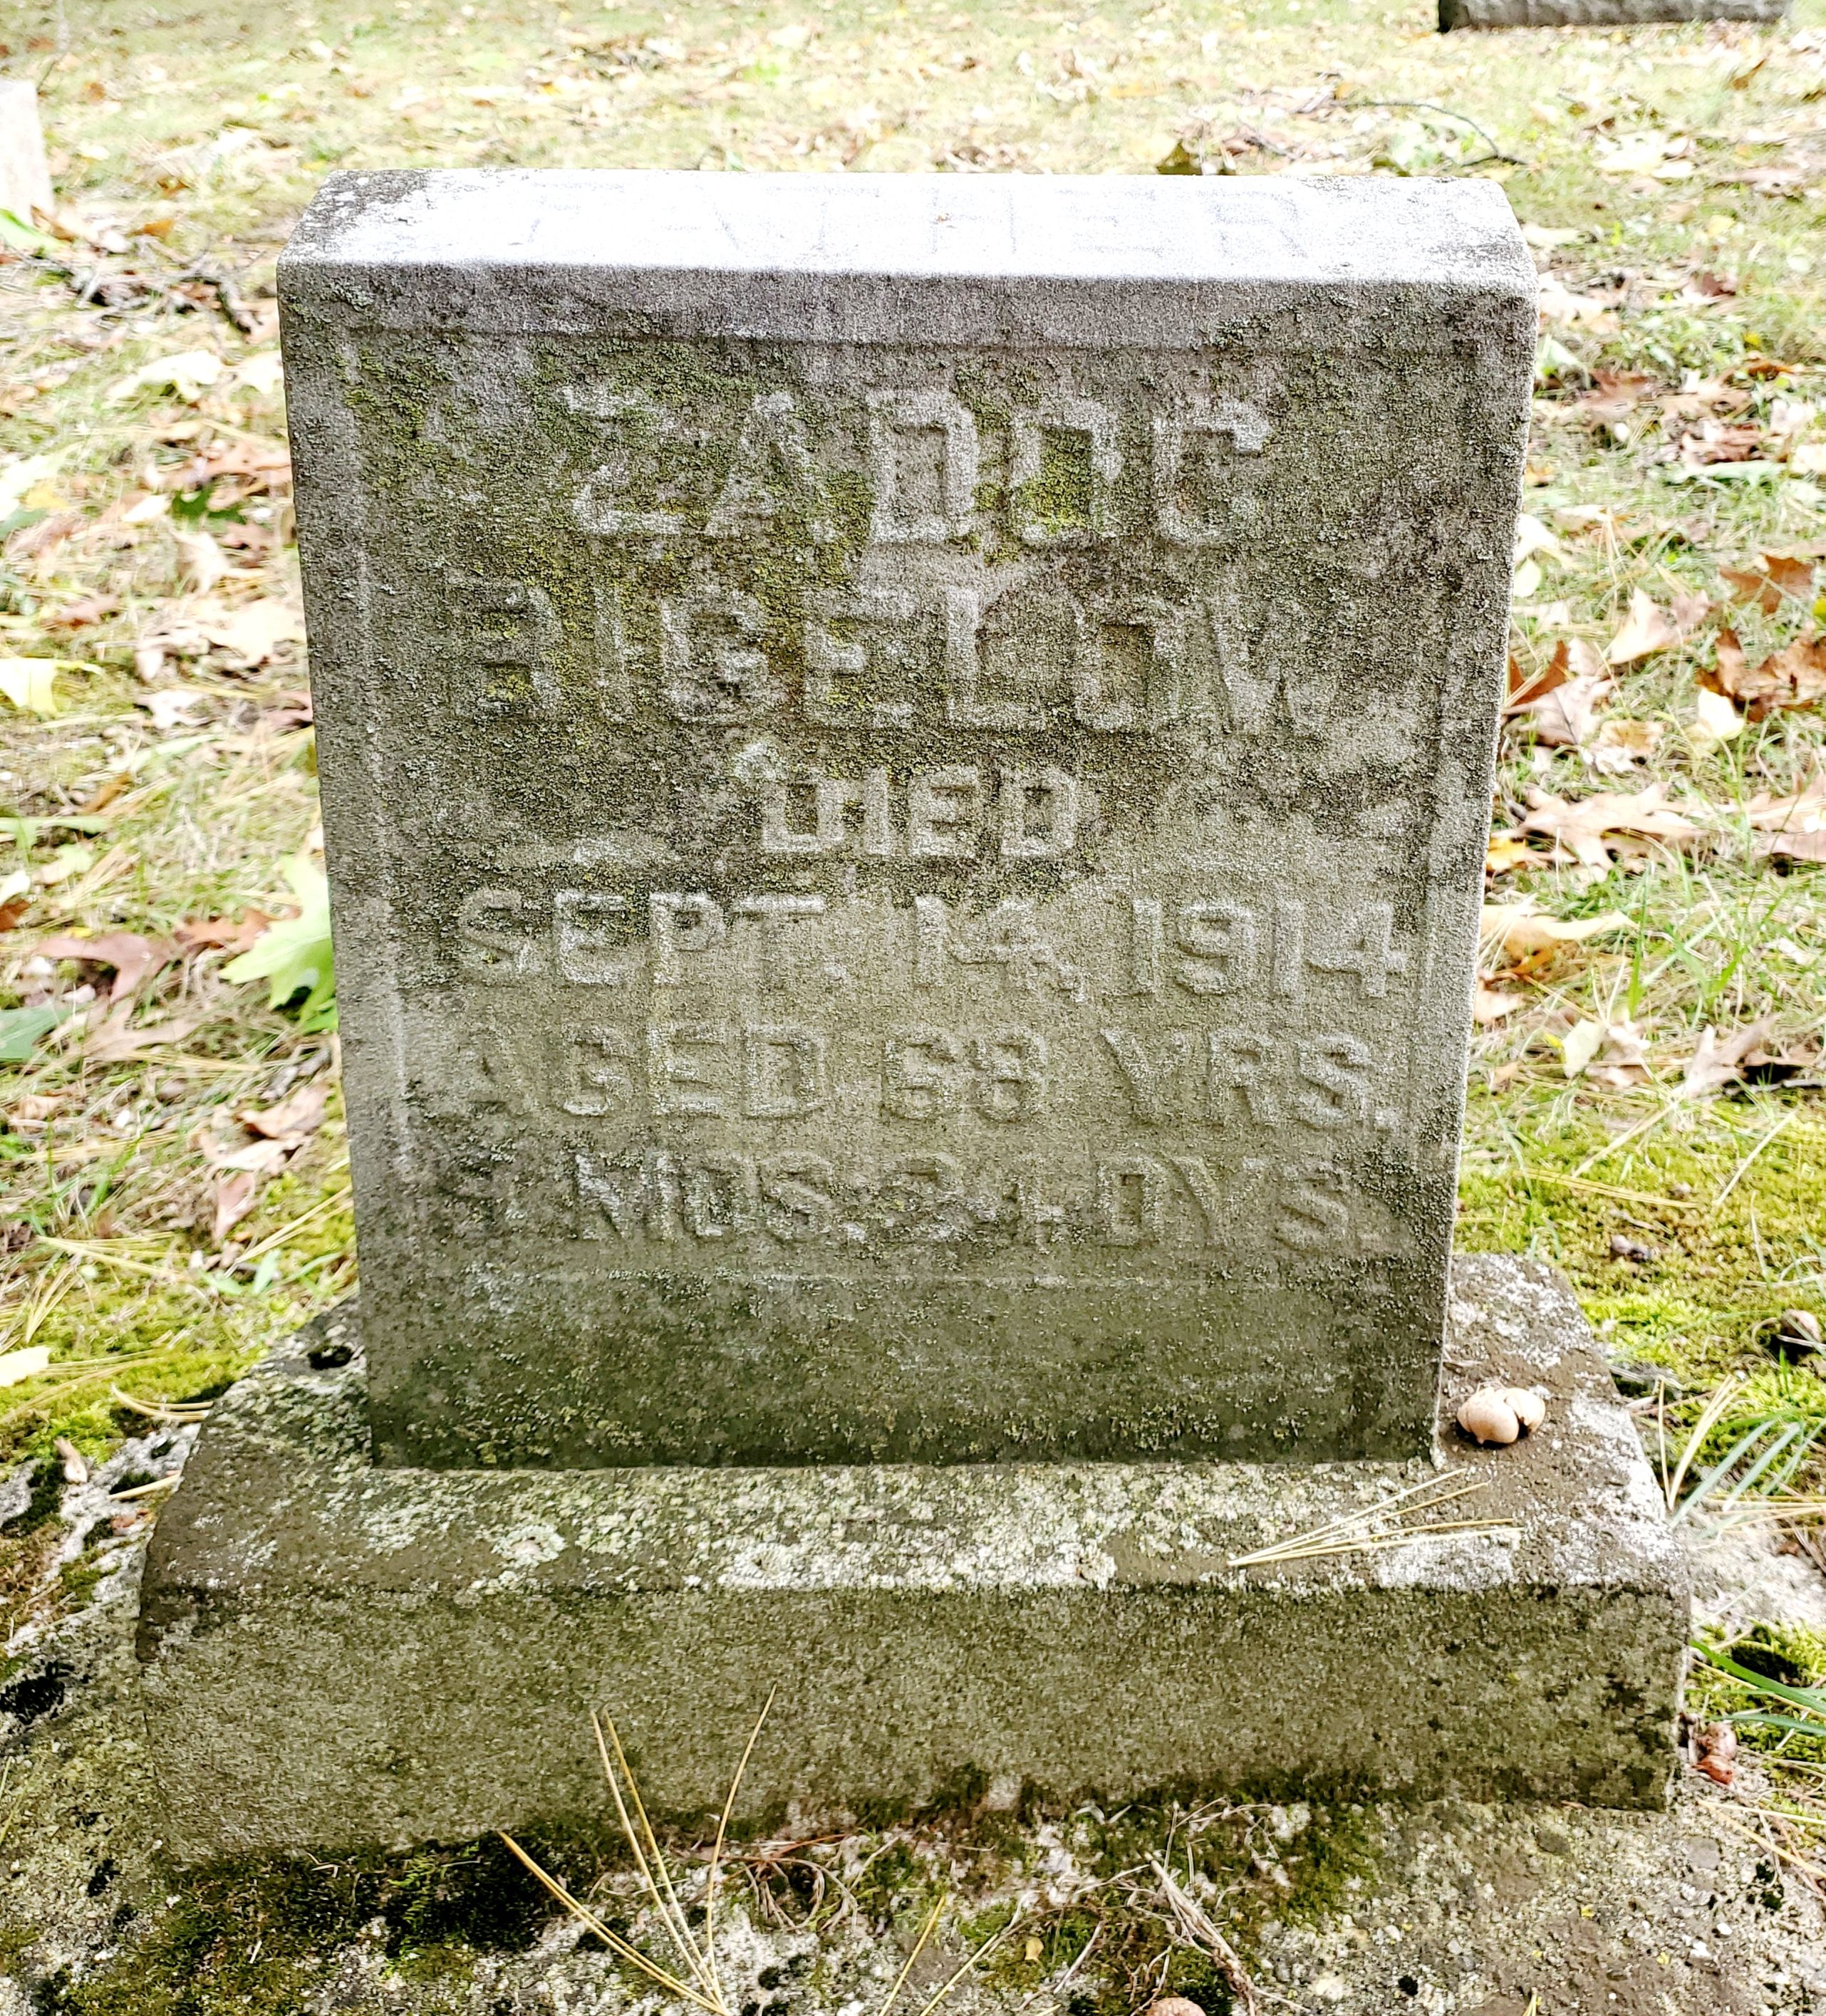 FATHER
ZADOC
BIGELOW
DIED
SEPT. 14, 1914
AGED 68 YRS.
MOS. DYS.